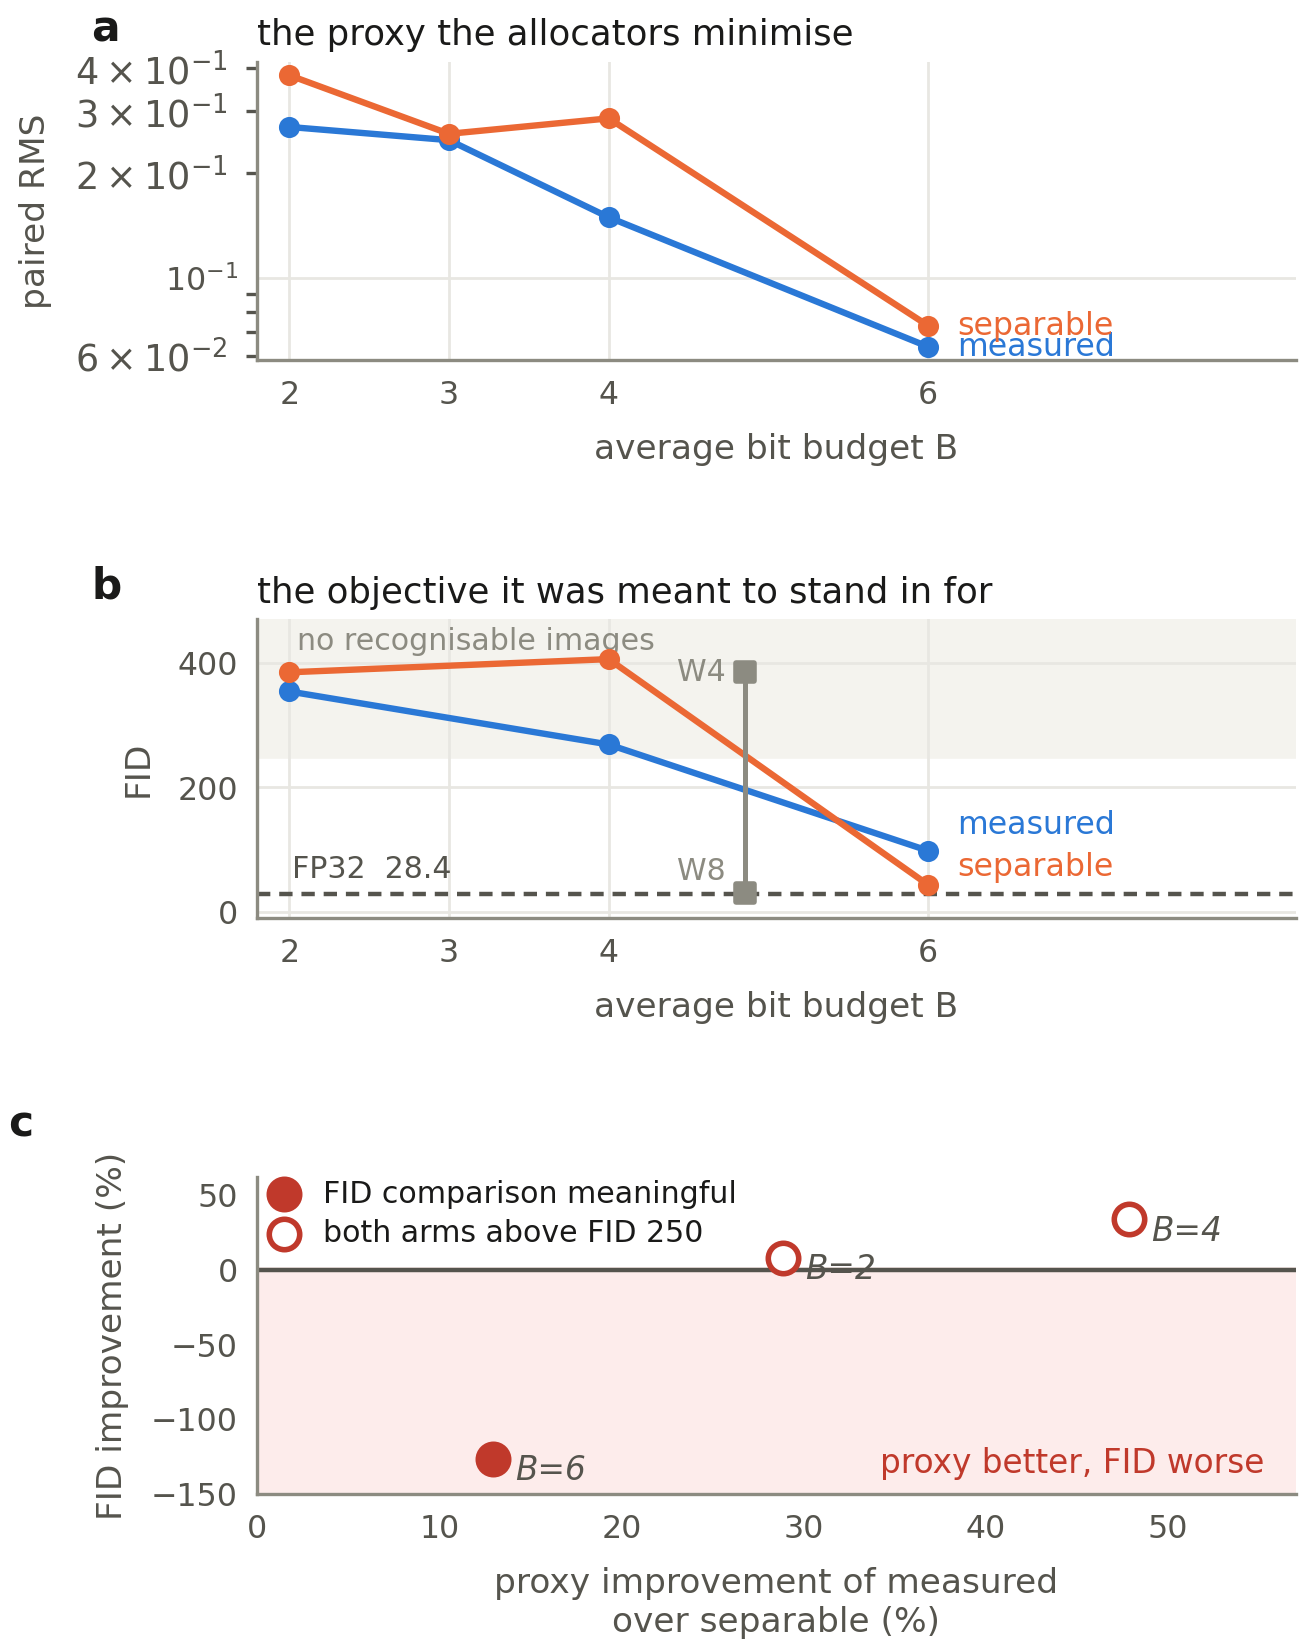 a
the proxy the allocators minimise
4 × 10⁻¹
3 × 10⁻¹
2 × 10⁻¹
10⁻¹
6 × 10⁻²
paired RMS
separable
measured
2 3 4 6
average bit budget B
b
the objective it was meant to stand in for
no recognisable images
400
200
0
FID
W4
W8
measured
separable
FP32 28.4
2 3 4 6
average bit budget B
c
FID comparison meaningful
both arms above FID 250
50
0
−50
−100
−150
FID improvement (%)
B=4
B=2
B=6
proxy better, FID worse
0 10 20 30 40 50
proxy improvement of measured
over separable (%)